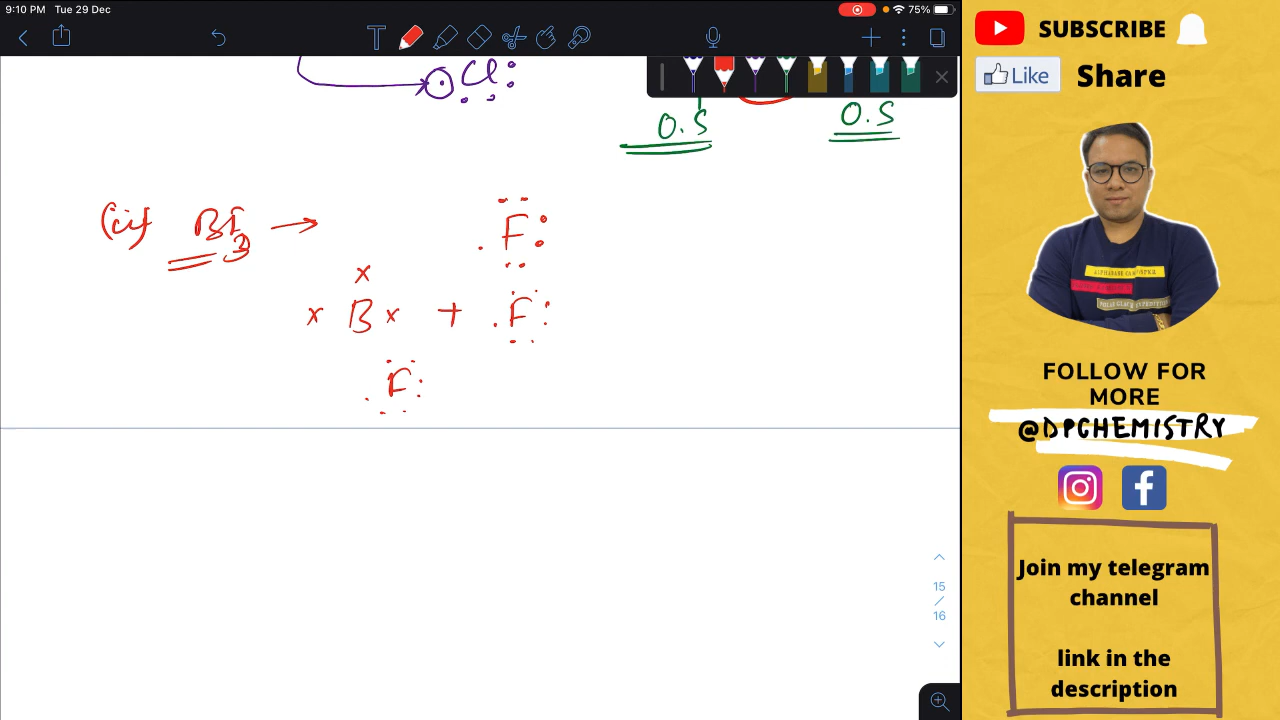 9:10 PM Tue 29 Dec
75%
T
Cl
O.S
O.S
(ii) BF3 →
F
x
x B x + F
F
15
/
16
SUBSCRIBE
Like Share
FOLLOW FOR
MORE
@DPCHEMISTRY
f
Join my telegram
channel
link in the
description